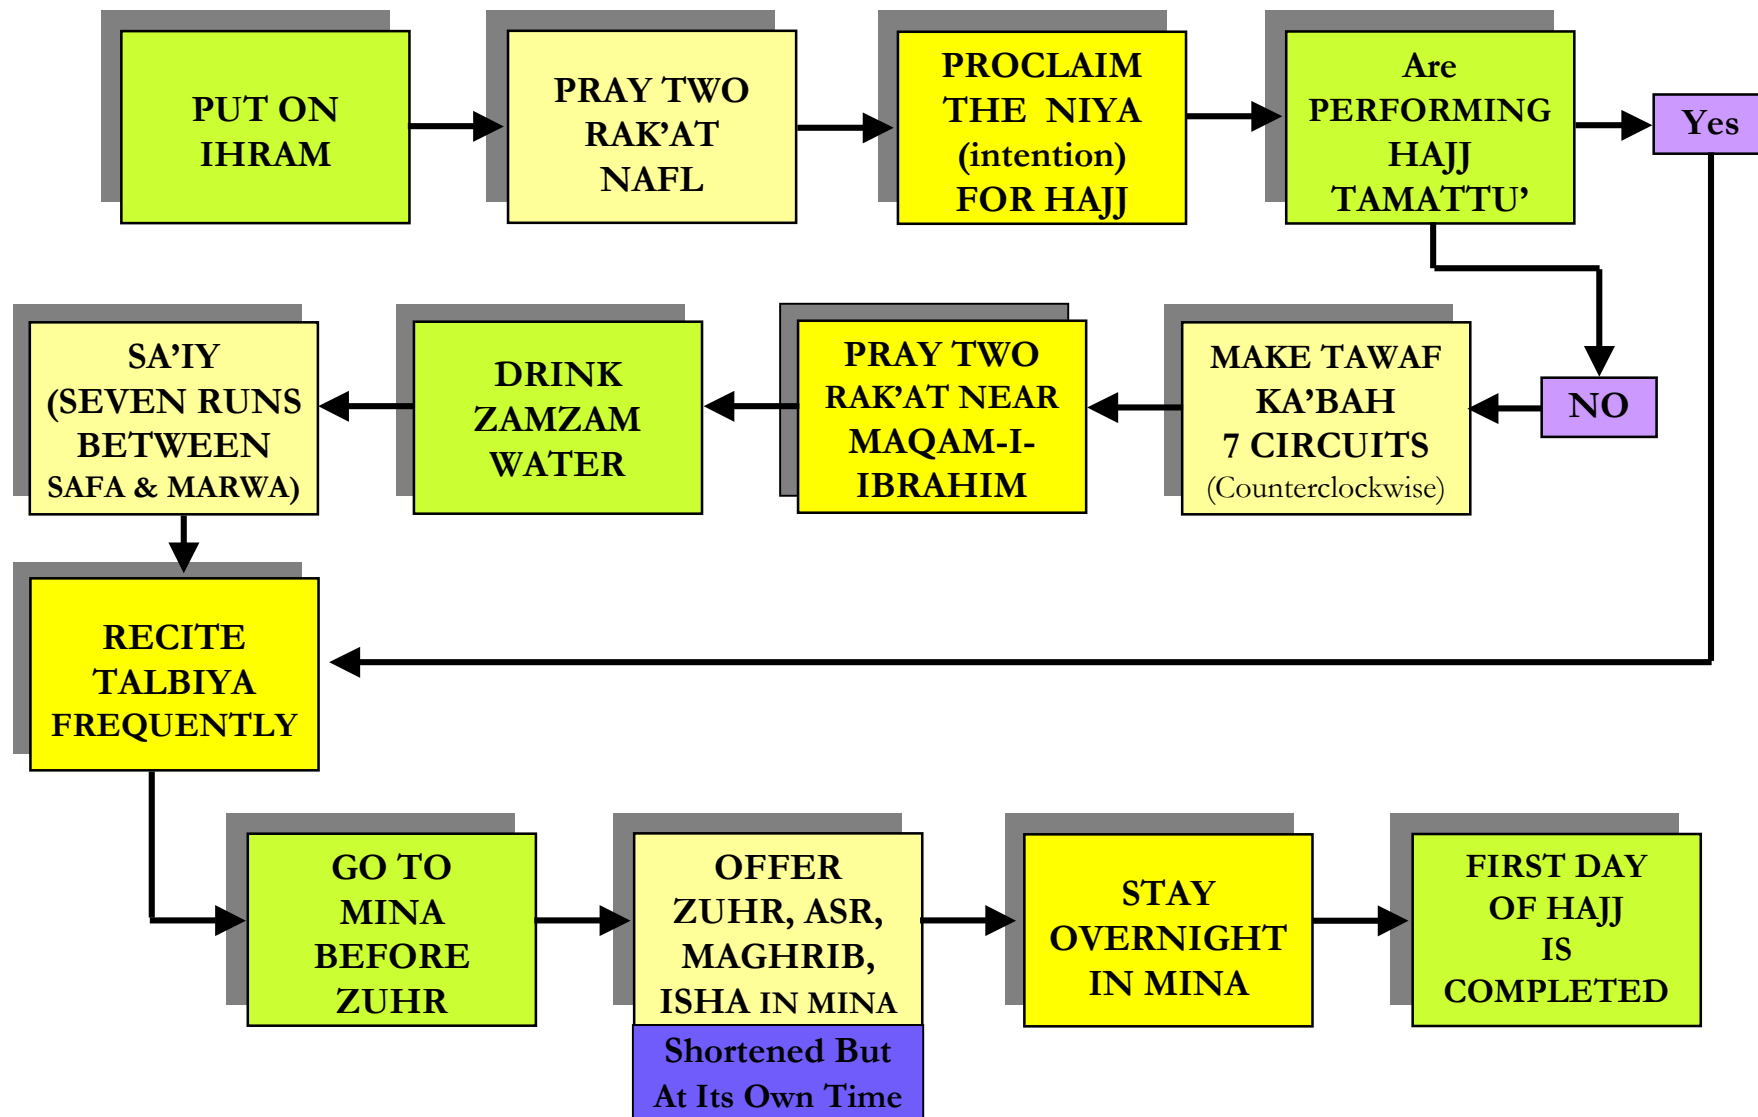 PUT ON
IHRAM
PRAY TWO
RAK’AT
NAFL
PROCLAIM
THE NIYA
(intention)
FOR HAJJ
Are
PERFORMING
HAJJ
TAMATTU’
Yes
NO
MAKE TAWAF
KA’BAH
7 CIRCUITS
(Counterclockwise)
PRAY TWO
RAK’AT NEAR
MAQAM-I-
IBRAHIM
DRINK
ZAMZAM
WATER
SA’IY
(SEVEN RUNS
BETWEEN
SAFA & MARWA)
RECITE
TALBIYA
FREQUENTLY
GO TO
MINA
BEFORE
ZUHR
OFFER
ZUHR, ASR,
MAGHRIB,
ISHA IN MINA
Shortened But
At Its Own Time
STAY
OVERNIGHT
IN MINA
FIRST DAY
OF HAJJ
IS
COMPLETED